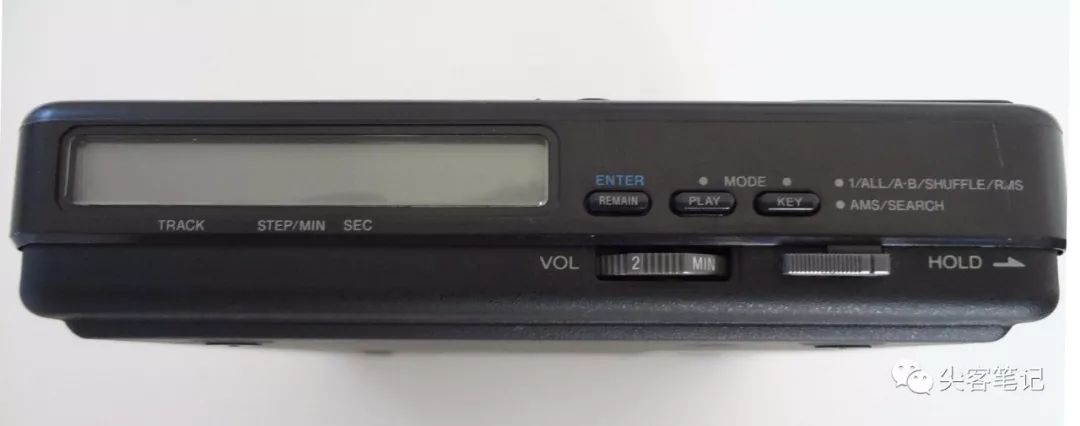 ENTER
MODE
REMAIN
PLAY
KEY
1/ALL/A-B/SHUFFLE/RMS
AMS/SEARCH
TRACK
STEP/MIN
SEC
VOL
2
MIN
HOLD
尖客笔记